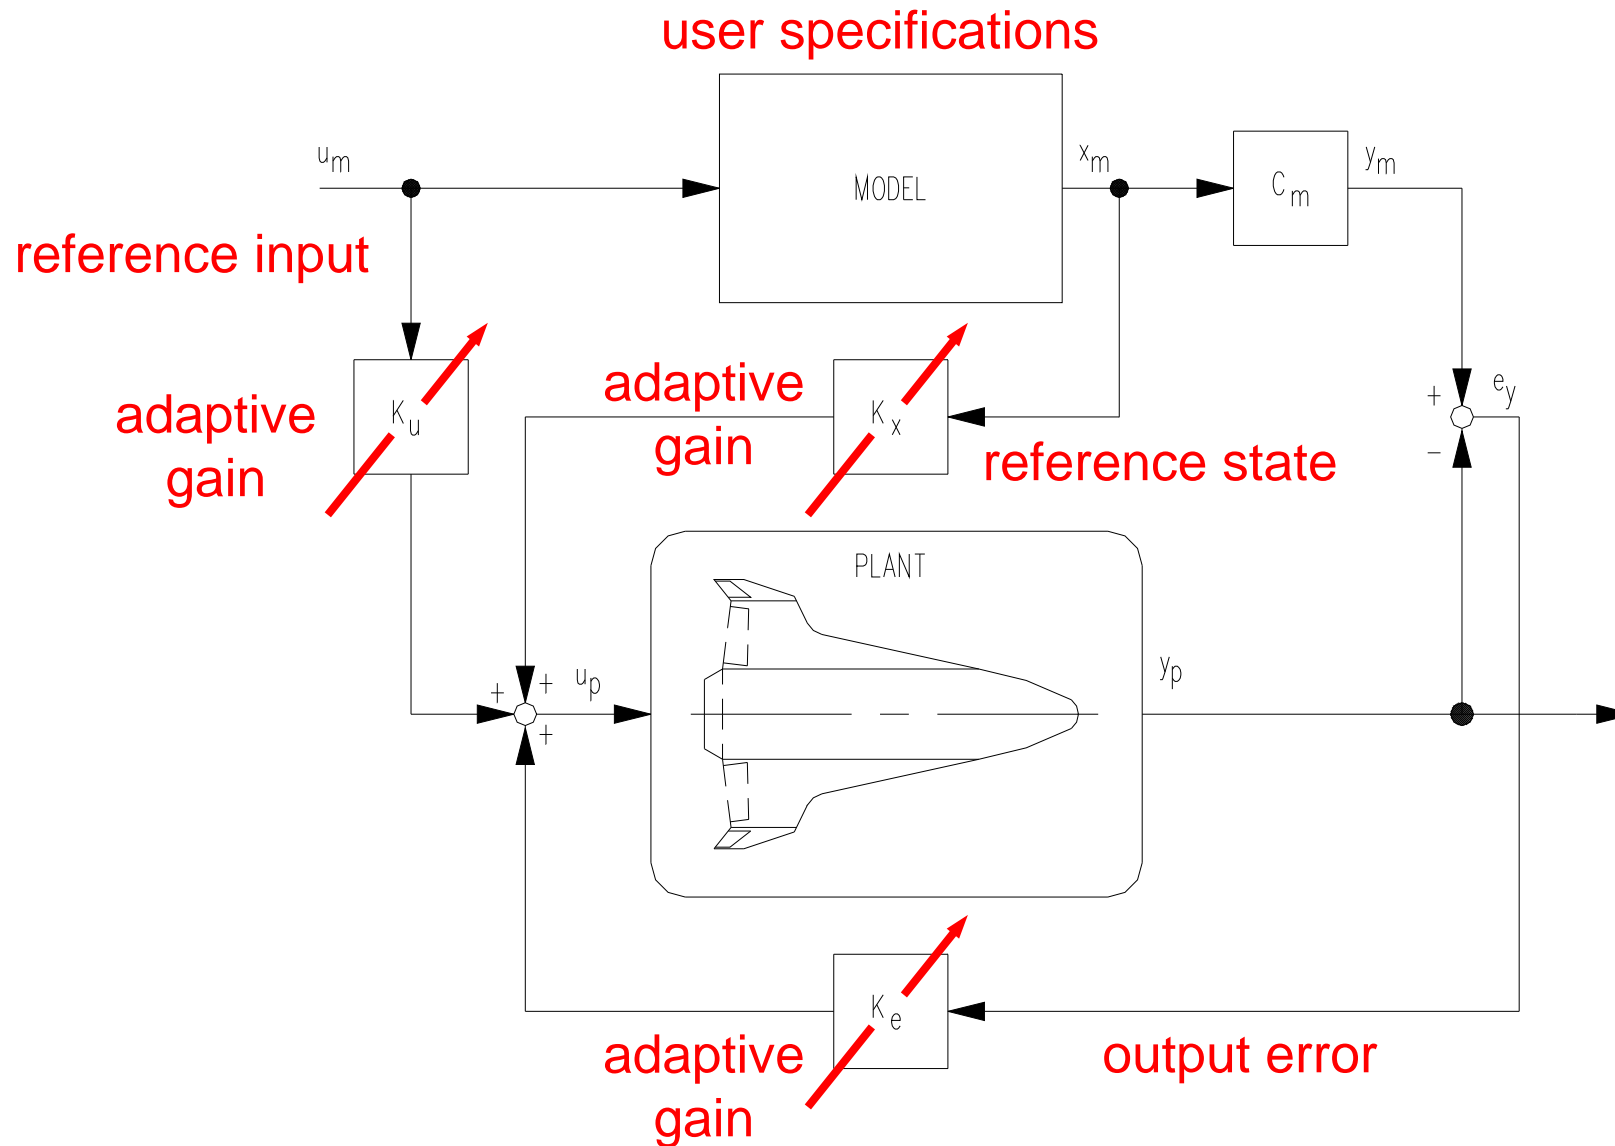 user specifications
u_m
x_m
y_m
MODEL
C_m
reference input
adaptive
gain
K_u
adaptive
gain
K_x
reference state
+
e_y
-
PLANT
+
+
u_p
y_p
+
K_e
adaptive
gain
output error